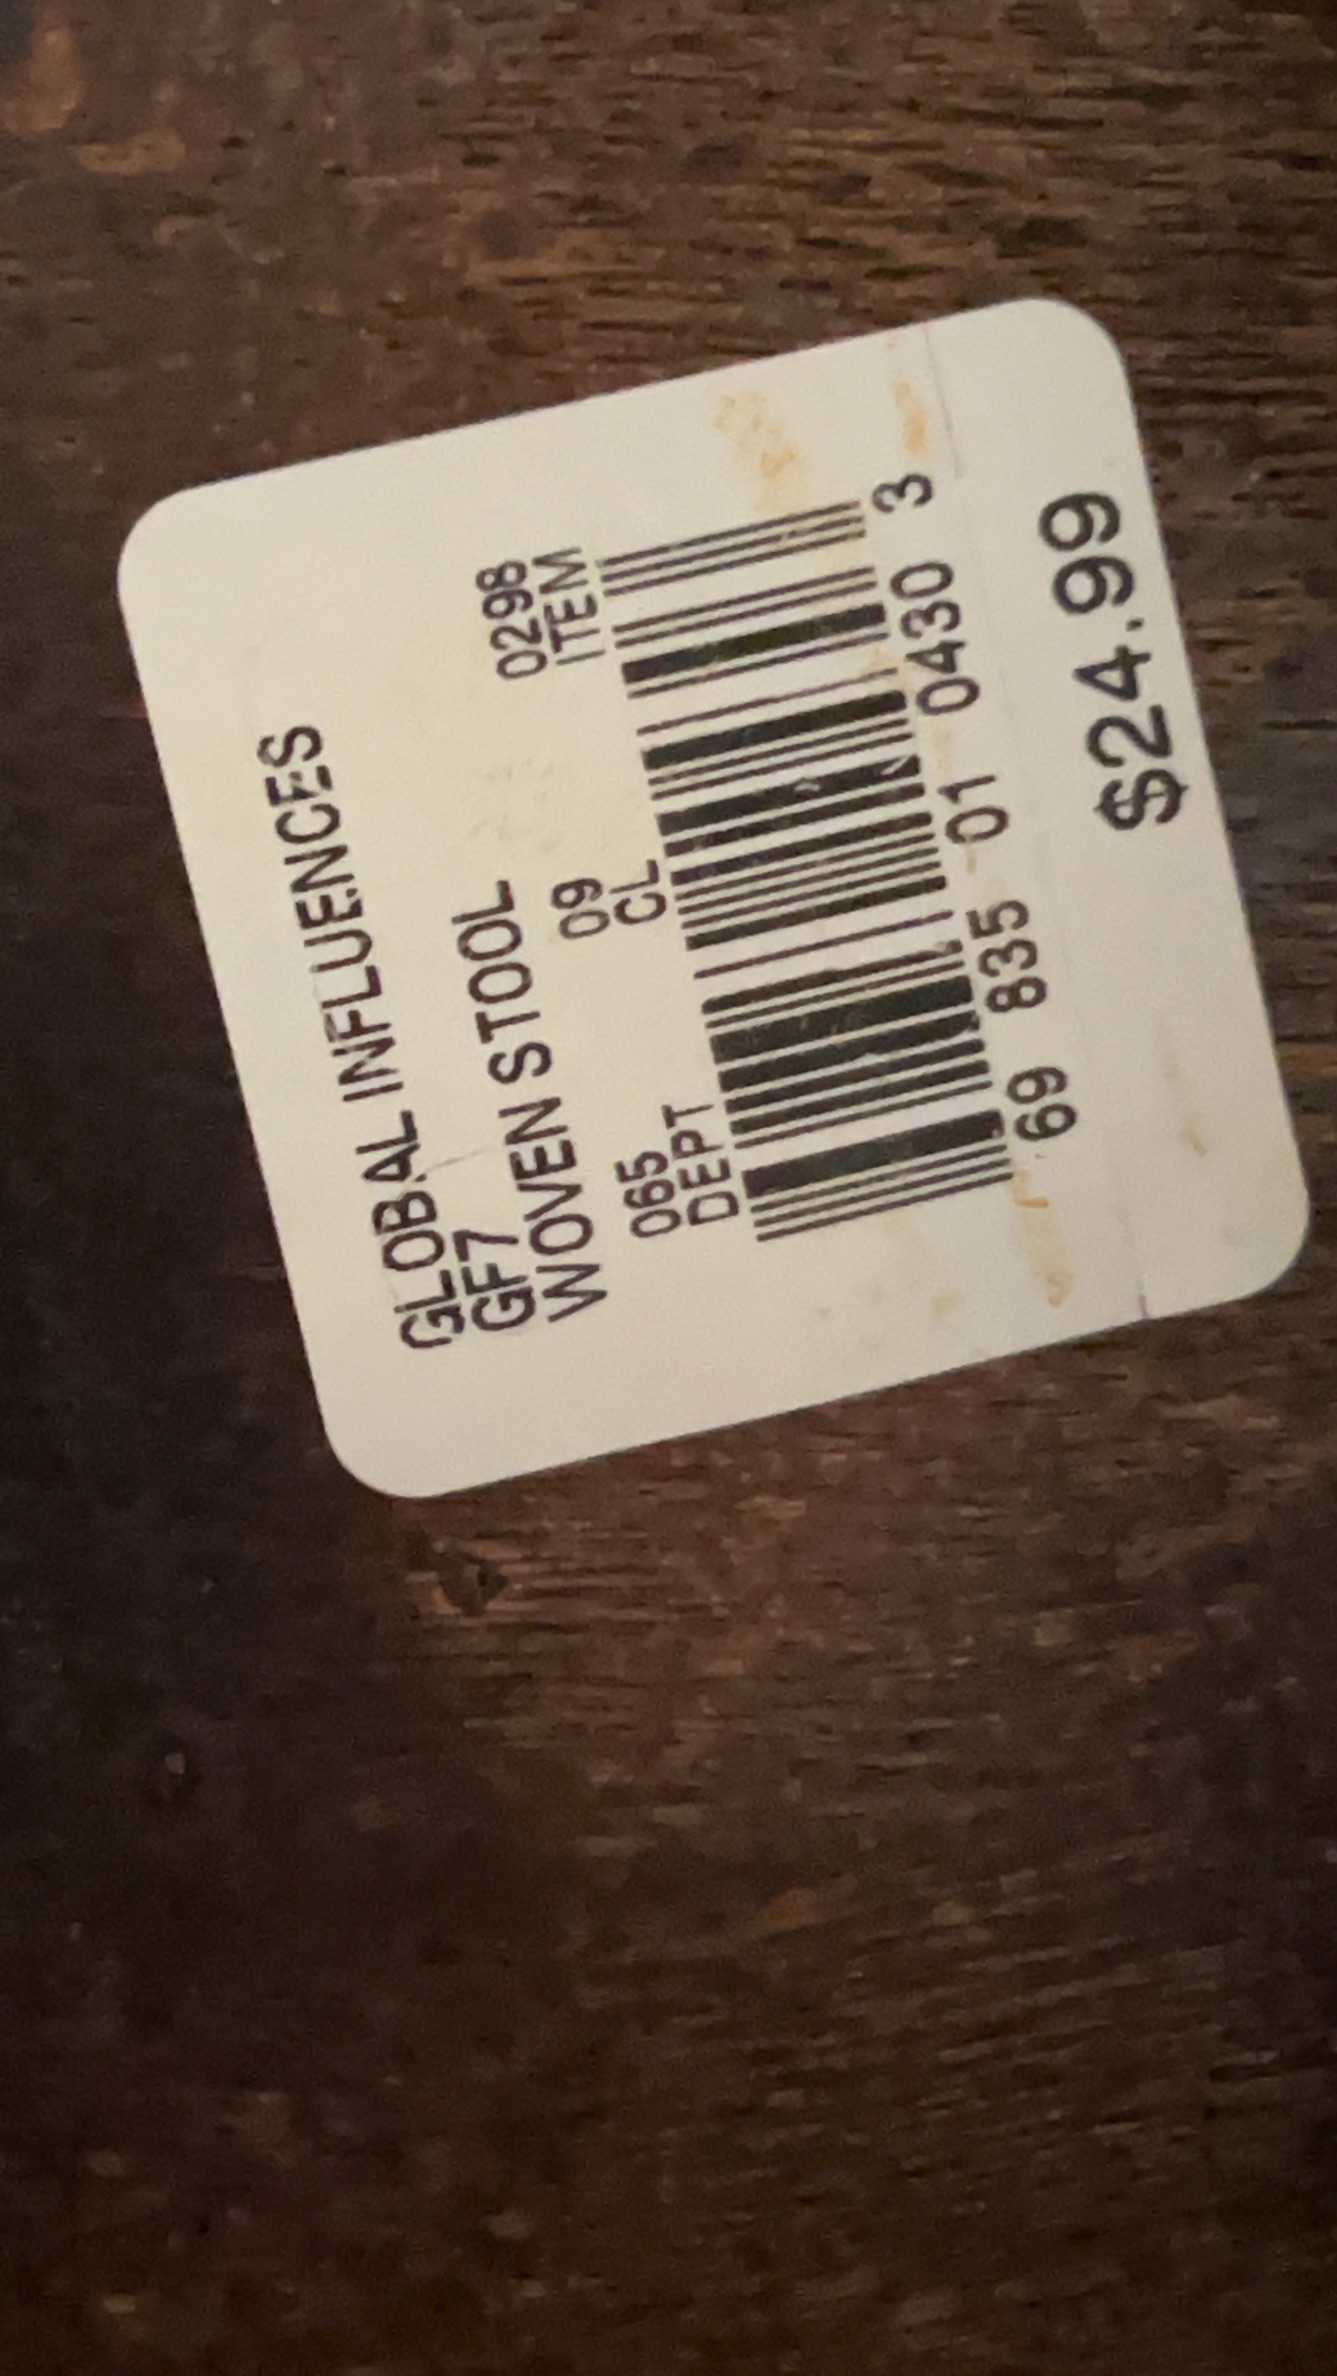 GLOBAL INFLUENCES
GF7
WOVEN STOOL
065 09 0298
DEPT CL ITEM
69 835 01 0430 3
$24.99